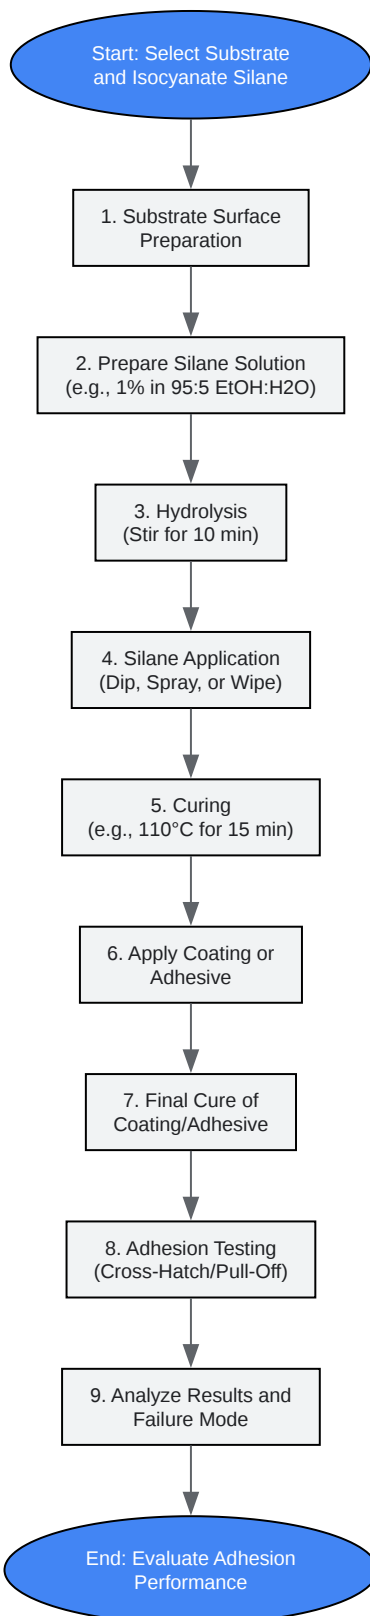 Start: Select Substrate
and Isocyanate Silane
1. Substrate Surface
Preparation
2. Prepare Silane Solution
(e.g., 1% in 95:5 EtOH:H2O)
3. Hydrolysis
(Stir for 10 min)
4. Silane Application
(Dip, Spray, or Wipe)
5. Curing
(e.g., 110°C for 15 min)
6. Apply Coating or
Adhesive
7. Final Cure of
Coating/Adhesive
8. Adhesion Testing
(Cross-Hatch/Pull-Off)
9. Analyze Results and
Failure Mode
End: Evaluate Adhesion
Performance